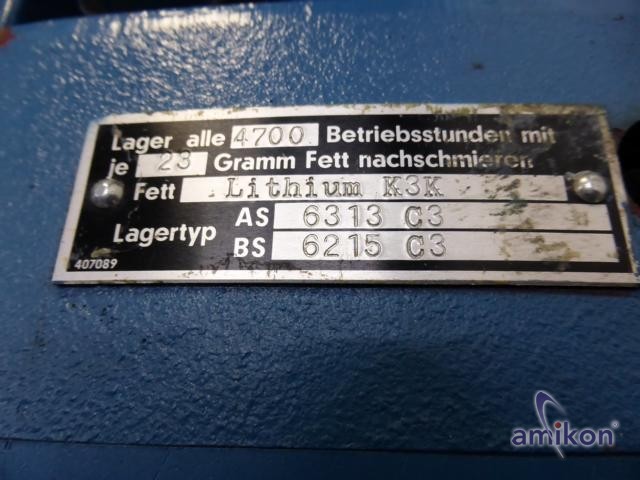 Lager alle 4700 Betriebsstunden mit
je 23 Gramm Fett nachschmieren
Fett Lithium K3K
Lagertyp AS 6313 C3
BS 6215 C3
407089
amikon